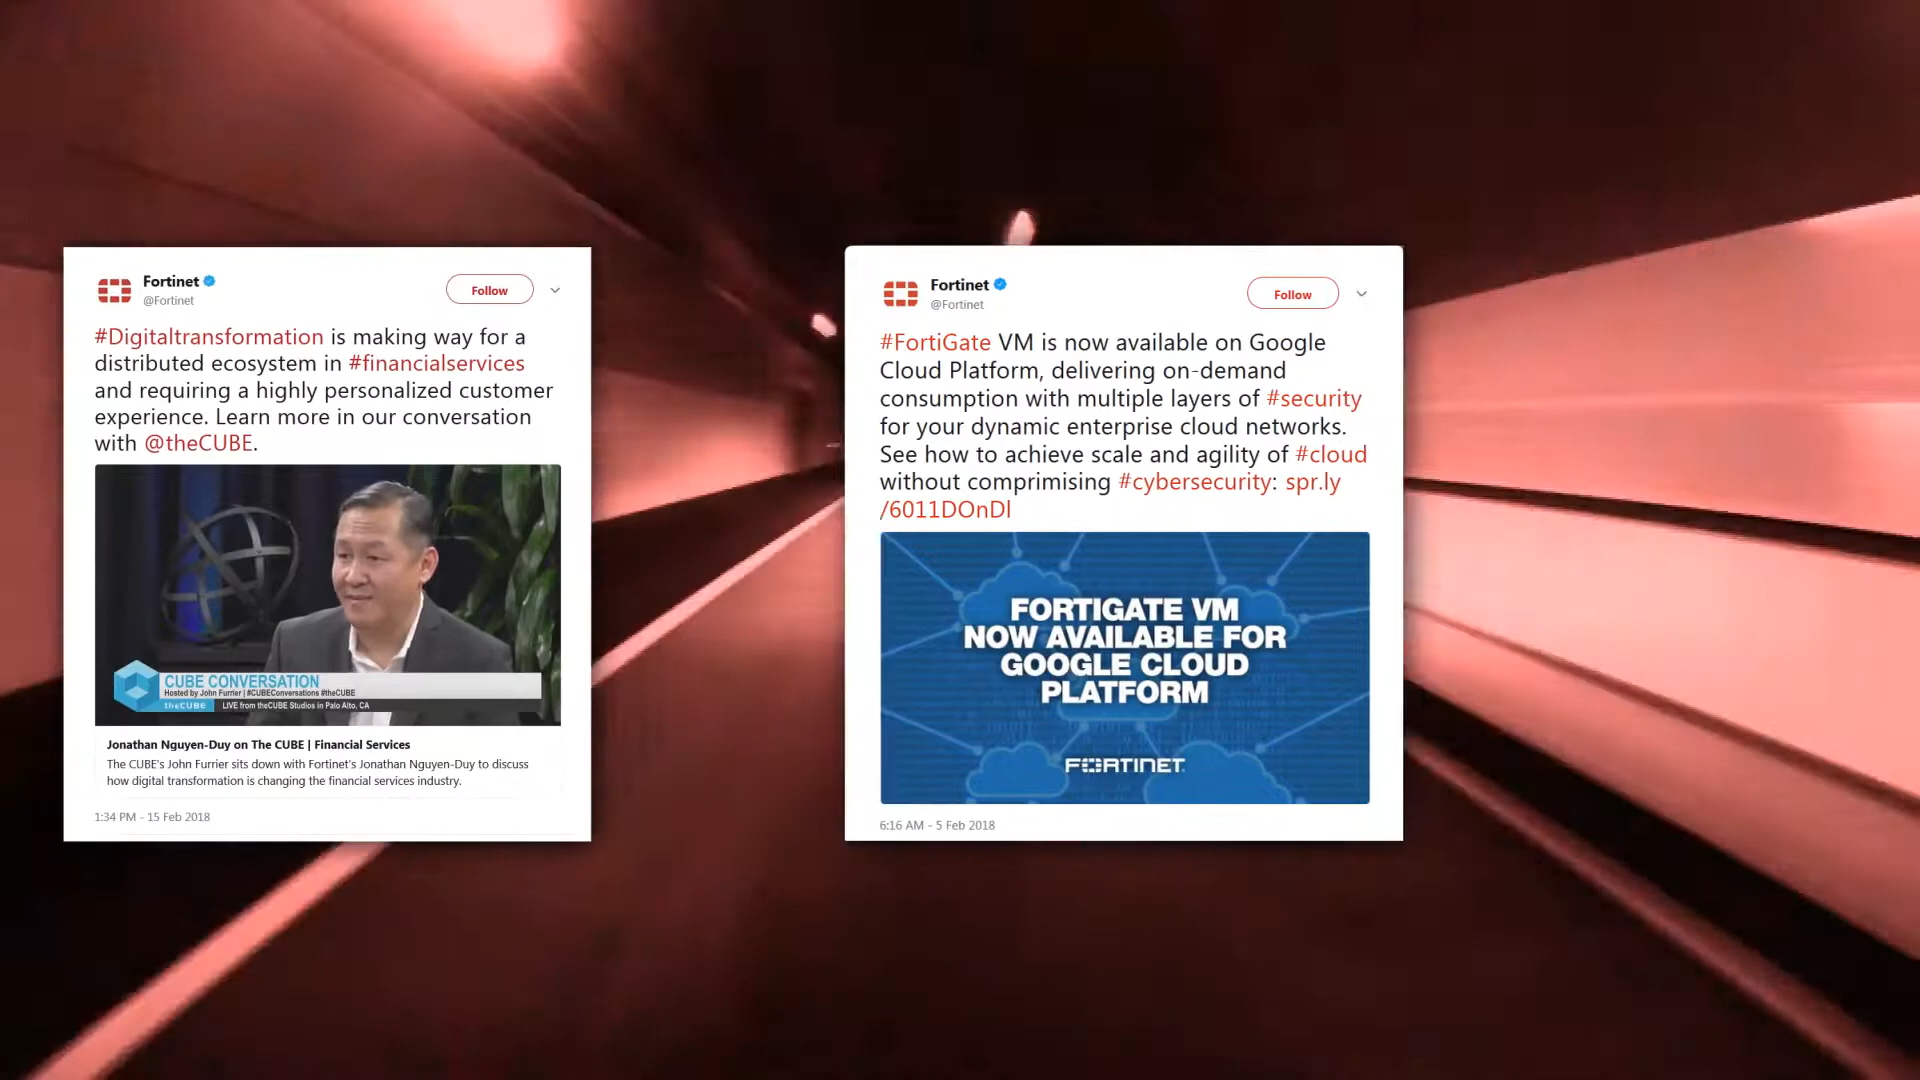 Fortinet
@Fortinet
Follow
#Digitaltransformation is making way for a
distributed ecosystem in #financialservices
and requiring a highly personalized customer
experience. Learn more in our conversation
with @theCUBE.
CUBE CONVERSATION
Hosted by John Furrier | #CUBEConversations #theCUBE
theCUBE
LIVE from theCUBE Studios in Palo Alto, CA
Jonathan Nguyen-Duy on The CUBE | Financial Services
The CUBE's John Furrier sits down with Fortinet's Jonathan Nguyen-Duy to discuss
how digital transformation is changing the financial services industry.
1:34 PM - 15 Feb 2018
Fortinet
@Fortinet
Follow
#FortiGate VM is now available on Google
Cloud Platform, delivering on-demand
consumption with multiple layers of #security
for your dynamic enterprise cloud networks.
See how to achieve scale and agility of #cloud
without comprimising #cybersecurity: spr.ly
/6011DOnDl
FORTIGATE VM
NOW AVAILABLE FOR
GOOGLE CLOUD
PLATFORM
FORTINET
6:16 AM - 5 Feb 2018